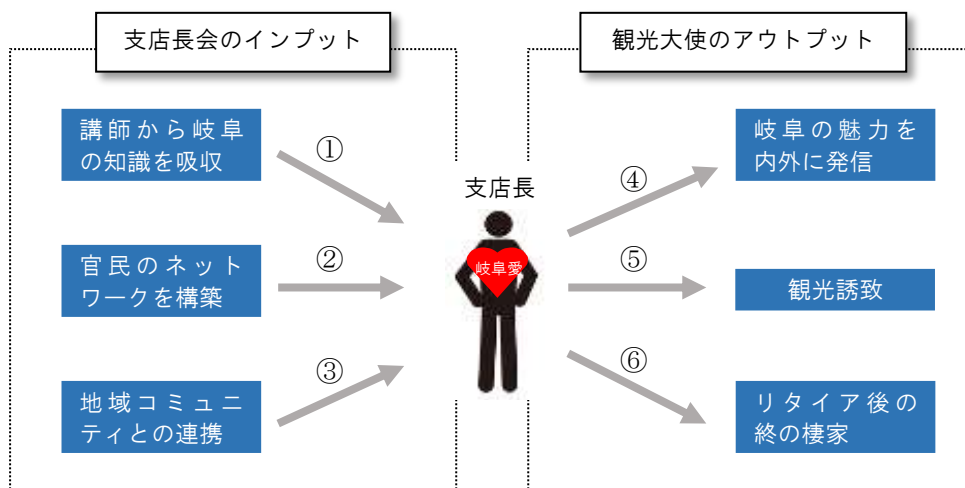 支店長会のインプット
講師から岐阜
の知識を吸収
①
官民のネット
ワークを構築
②
地域コミュニ
ティとの連携
③
支店長
岐阜愛
観光大使のアウトプット
④
岐阜の魅力を
内外に発信
⑤
観光誘致
⑥
リタイア後の
終の棲家